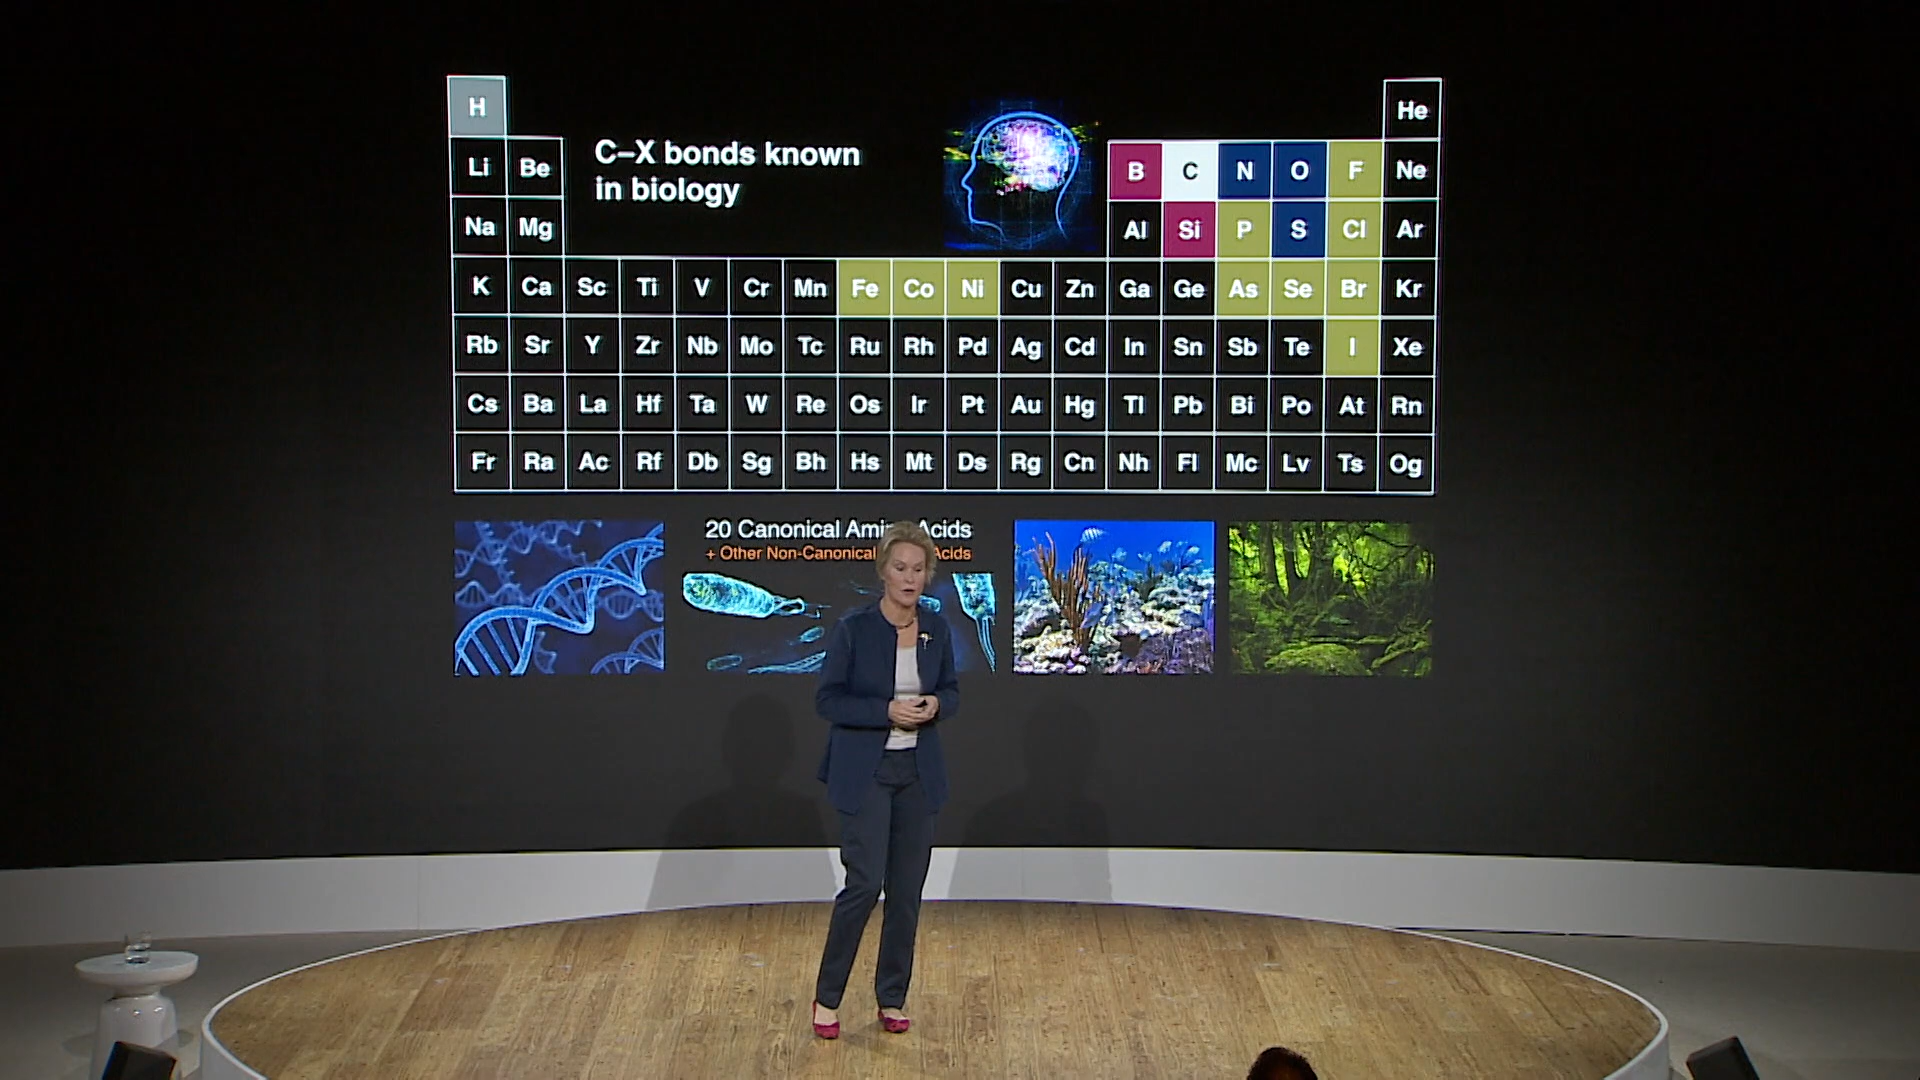 H He
Li Be B C N O F Ne
C–X bonds known
in biology
Na Mg Al Si P S Cl Ar
K Ca Sc Ti V Cr Mn Fe Co Ni Cu Zn Ga Ge As Se Br Kr
Rb Sr Y Zr Nb Mo Tc Ru Rh Pd Ag Cd In Sn Sb Te I Xe
Cs Ba La Hf Ta W Re Os Ir Pt Au Hg Tl Pb Bi Po At Rn
Fr Ra Ac Rf Db Sg Bh Hs Mt Ds Rg Cn Nh Fl Mc Lv Ts Og
20 Canonical Acids
+ Other Non-Canonical Acids